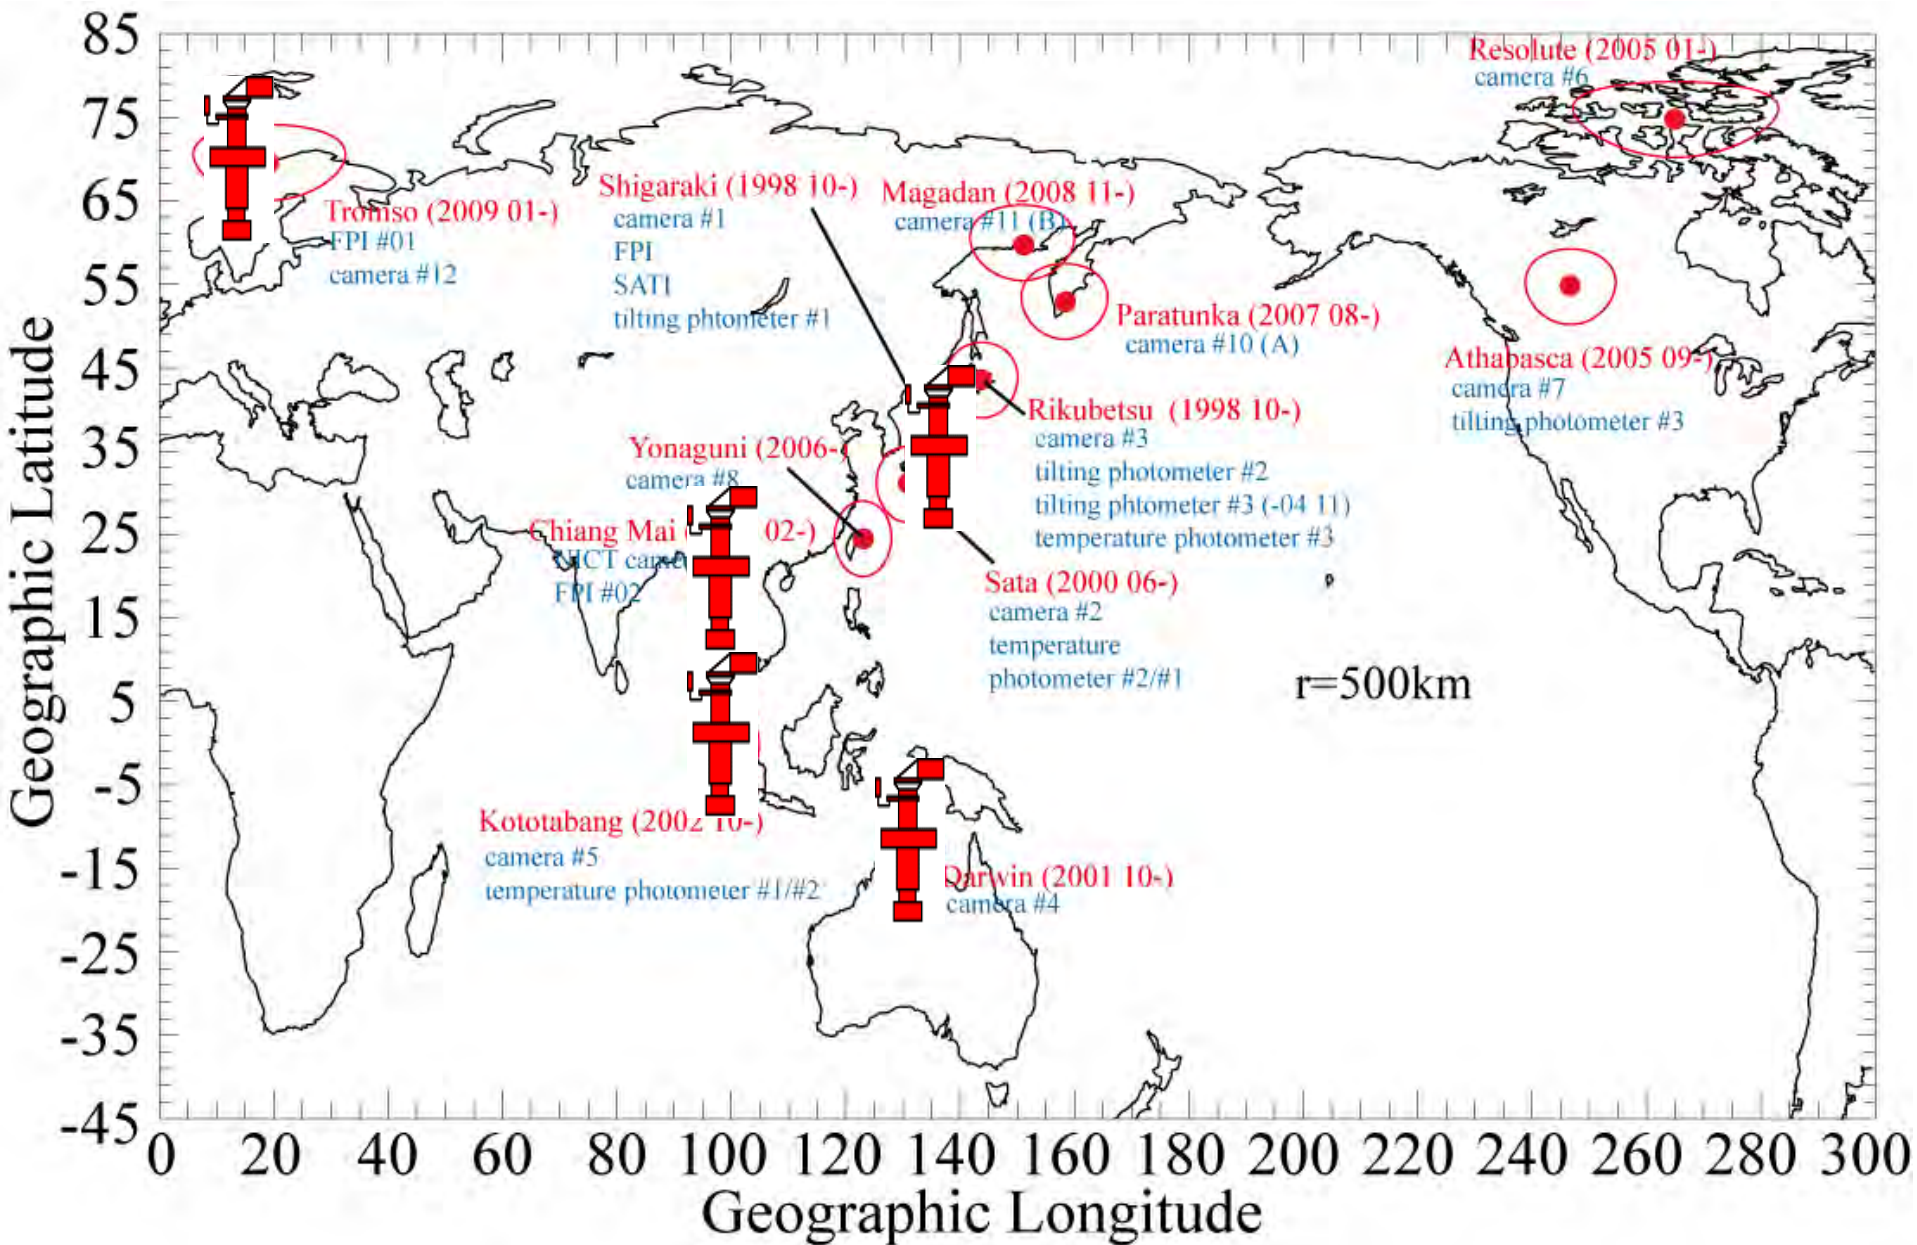 85
75
65
55
45
35
25
15
5
-5
-15
-25
-35
-45
Geographic Latitude
Resolute (2005 01-)
camera #6
Tromso (2009 01-)
FPI #01
camera #12
Shigaraki (1998 10-)
camera #1
FPI
SATI
tilting phtometer #1
Magadan (2008 11-)
camera #11 (B)
Paratunka (2007 08-)
camera #10 (A)
Athabasca (2005 09-)
camera #7
tilting photometer #3
Rikubetsu (1998 10-)
camera #3
tilting photometer #2
tilting phtometer #3 (-04 11)
temperature photometer #3
Yonaguni (2006-
camera #8
Chiang Mai ( 02-)
NICT came
FPI #02
Sata (2000 06-)
camera #2
temperature
photometer #2/#1
r=500km
Kototabang (2002 10-)
camera #5
temperature photometer #1/#2
Darwin (2001 10-)
camera #4
0 20 40 60 80 100 120 140 160 180 200 220 240 260 280 300
Geographic Longitude